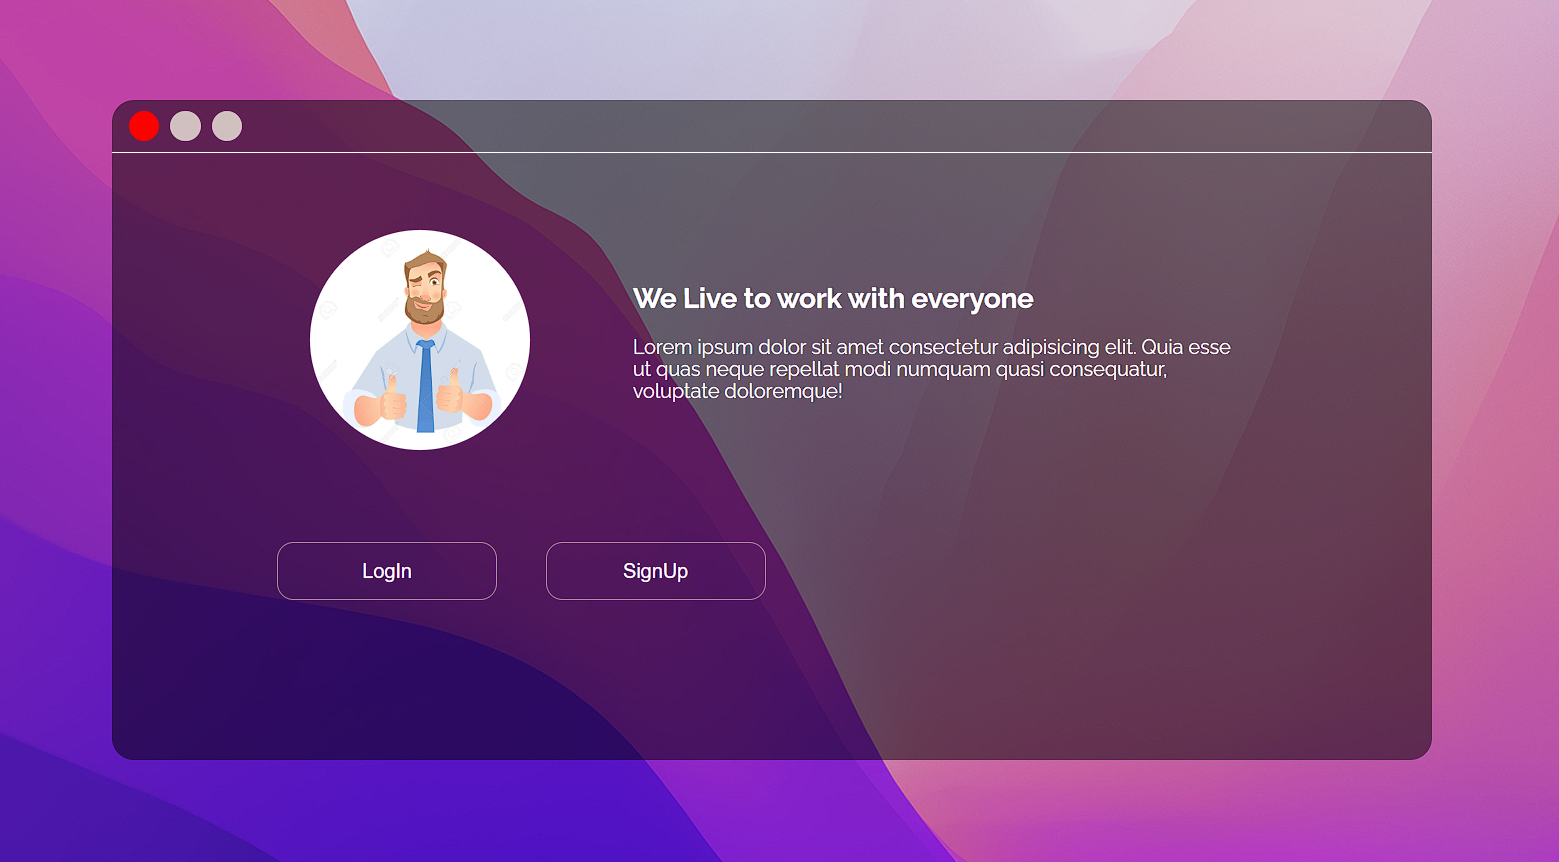 We Live to work with everyone
Lorem ipsum dolor sit amet consectetur adipisicing elit. Quia esse
ut quas neque repellat modi numquam quasi consequatur,
voluptate doloremque!
LogIn
SignUp